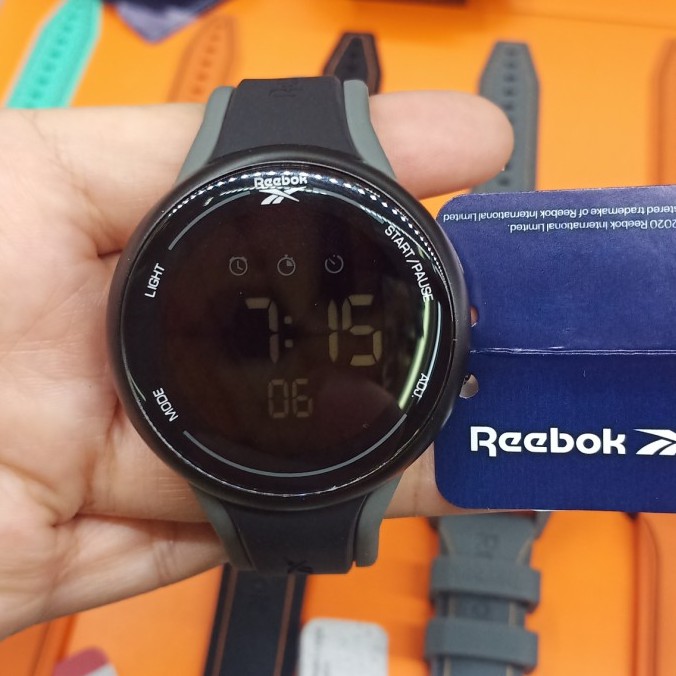 Reebok
LIGHT
START/PAUSE
7:15
06
MODE
ADJ.
2020 Reebok International Limited.
trademake of Reebok International Limited
Reebok